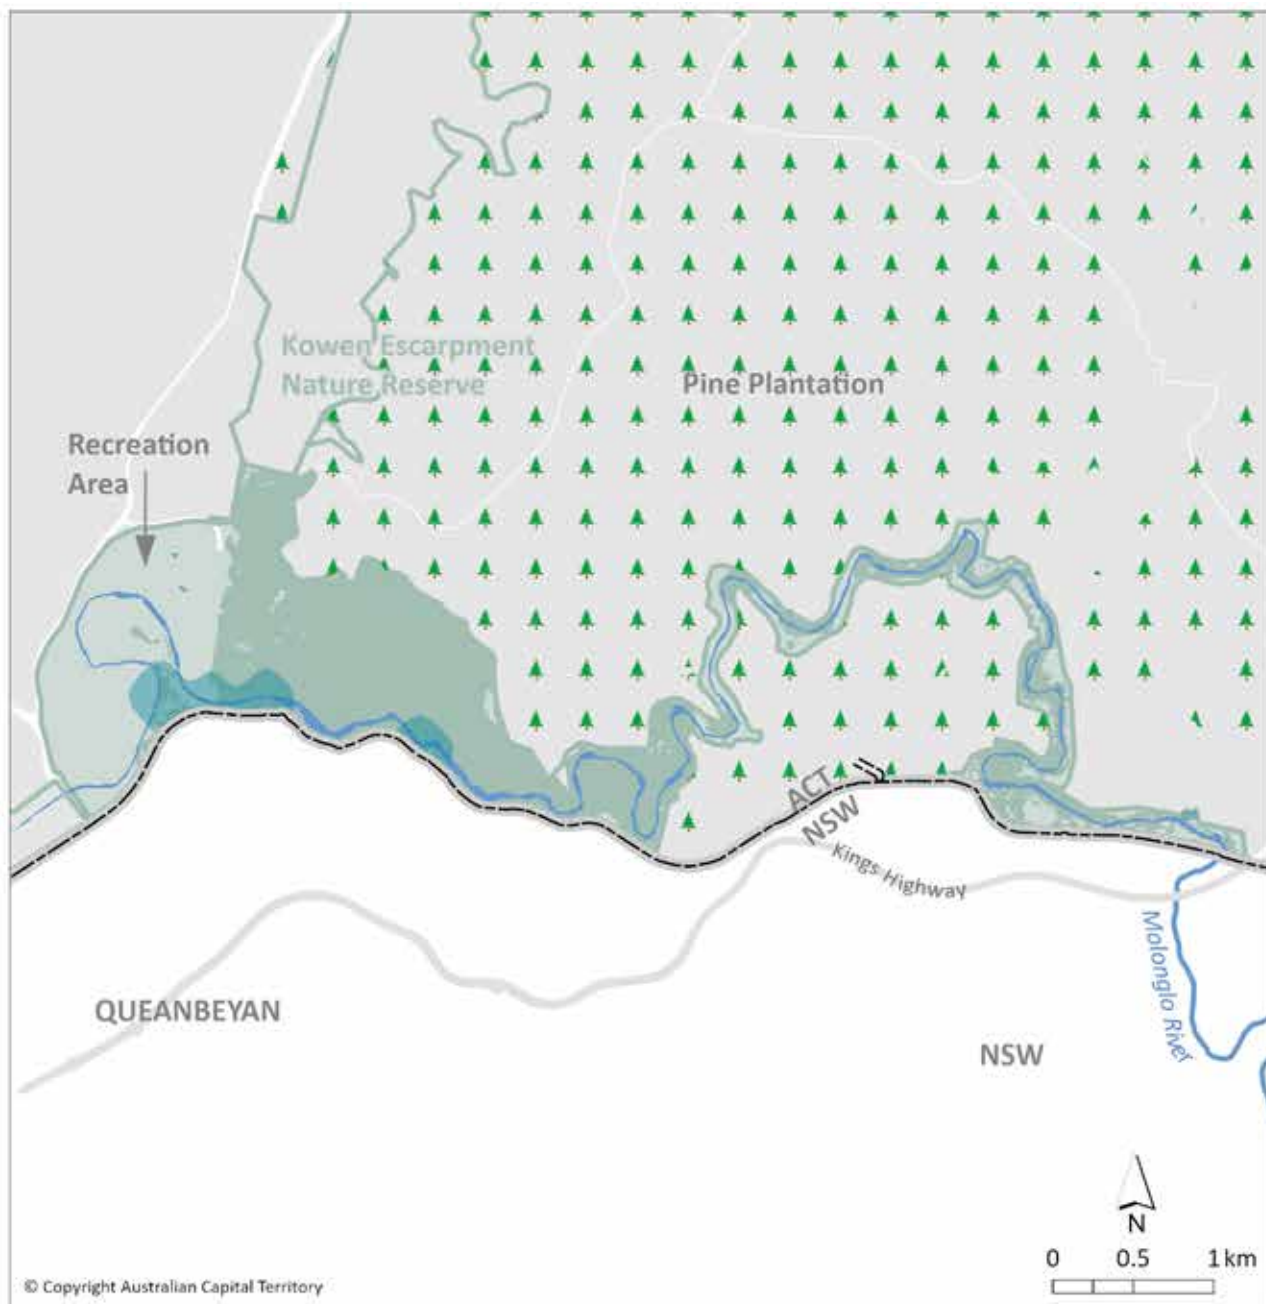 Kowen Escarpment
Nature Reserve
Pine Plantation
Recreation
Area
ACT
NSW
Kings Highway
Molonglo River
QUEANBEYAN
NSW
N
0 0.5 1 km
© Copyright Australian Capital Territory